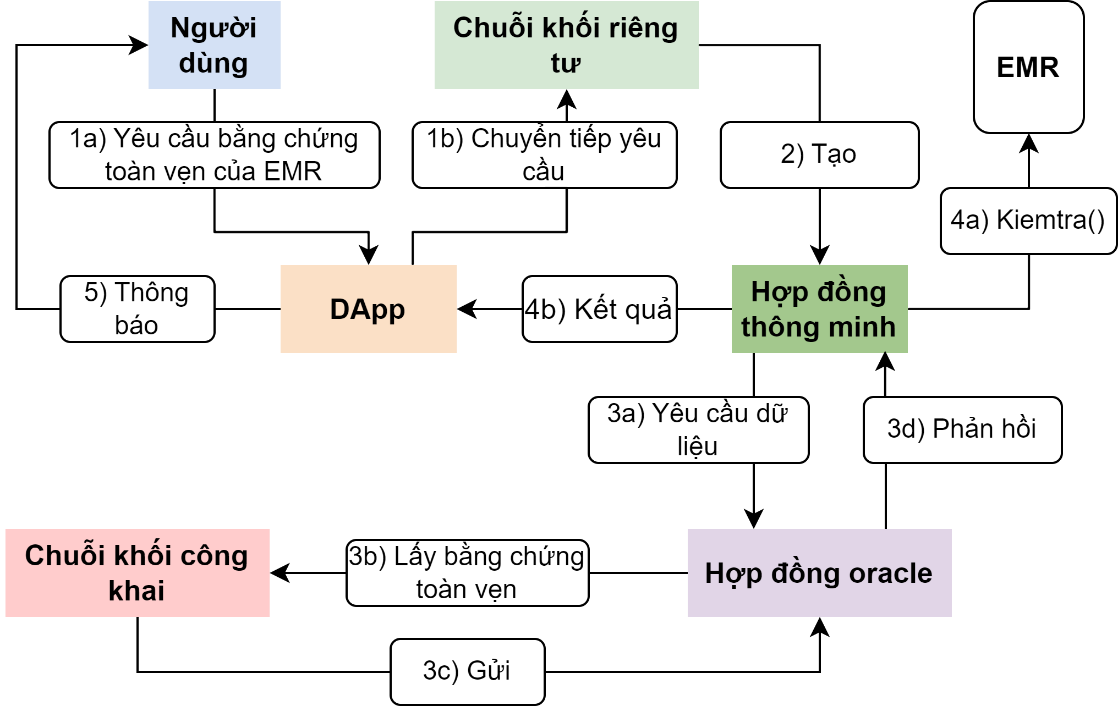 Người
dùng
Chuỗi khối riêng
tư
EMR
1a) Yêu cầu bằng chứng
toàn vẹn của EMR
1b) Chuyển tiếp yêu
cầu
2) Tạo
4a) Kiemtra()
5) Thông
báo
DApp
4b) Kết quả
Hợp đồng
thông minh
3a) Yêu cầu dữ
liệu
3d) Phản hồi
Chuỗi khối công
khai
3b) Lấy bằng chứng
toàn vẹn
Hợp đồng oracle
3c) Gửi